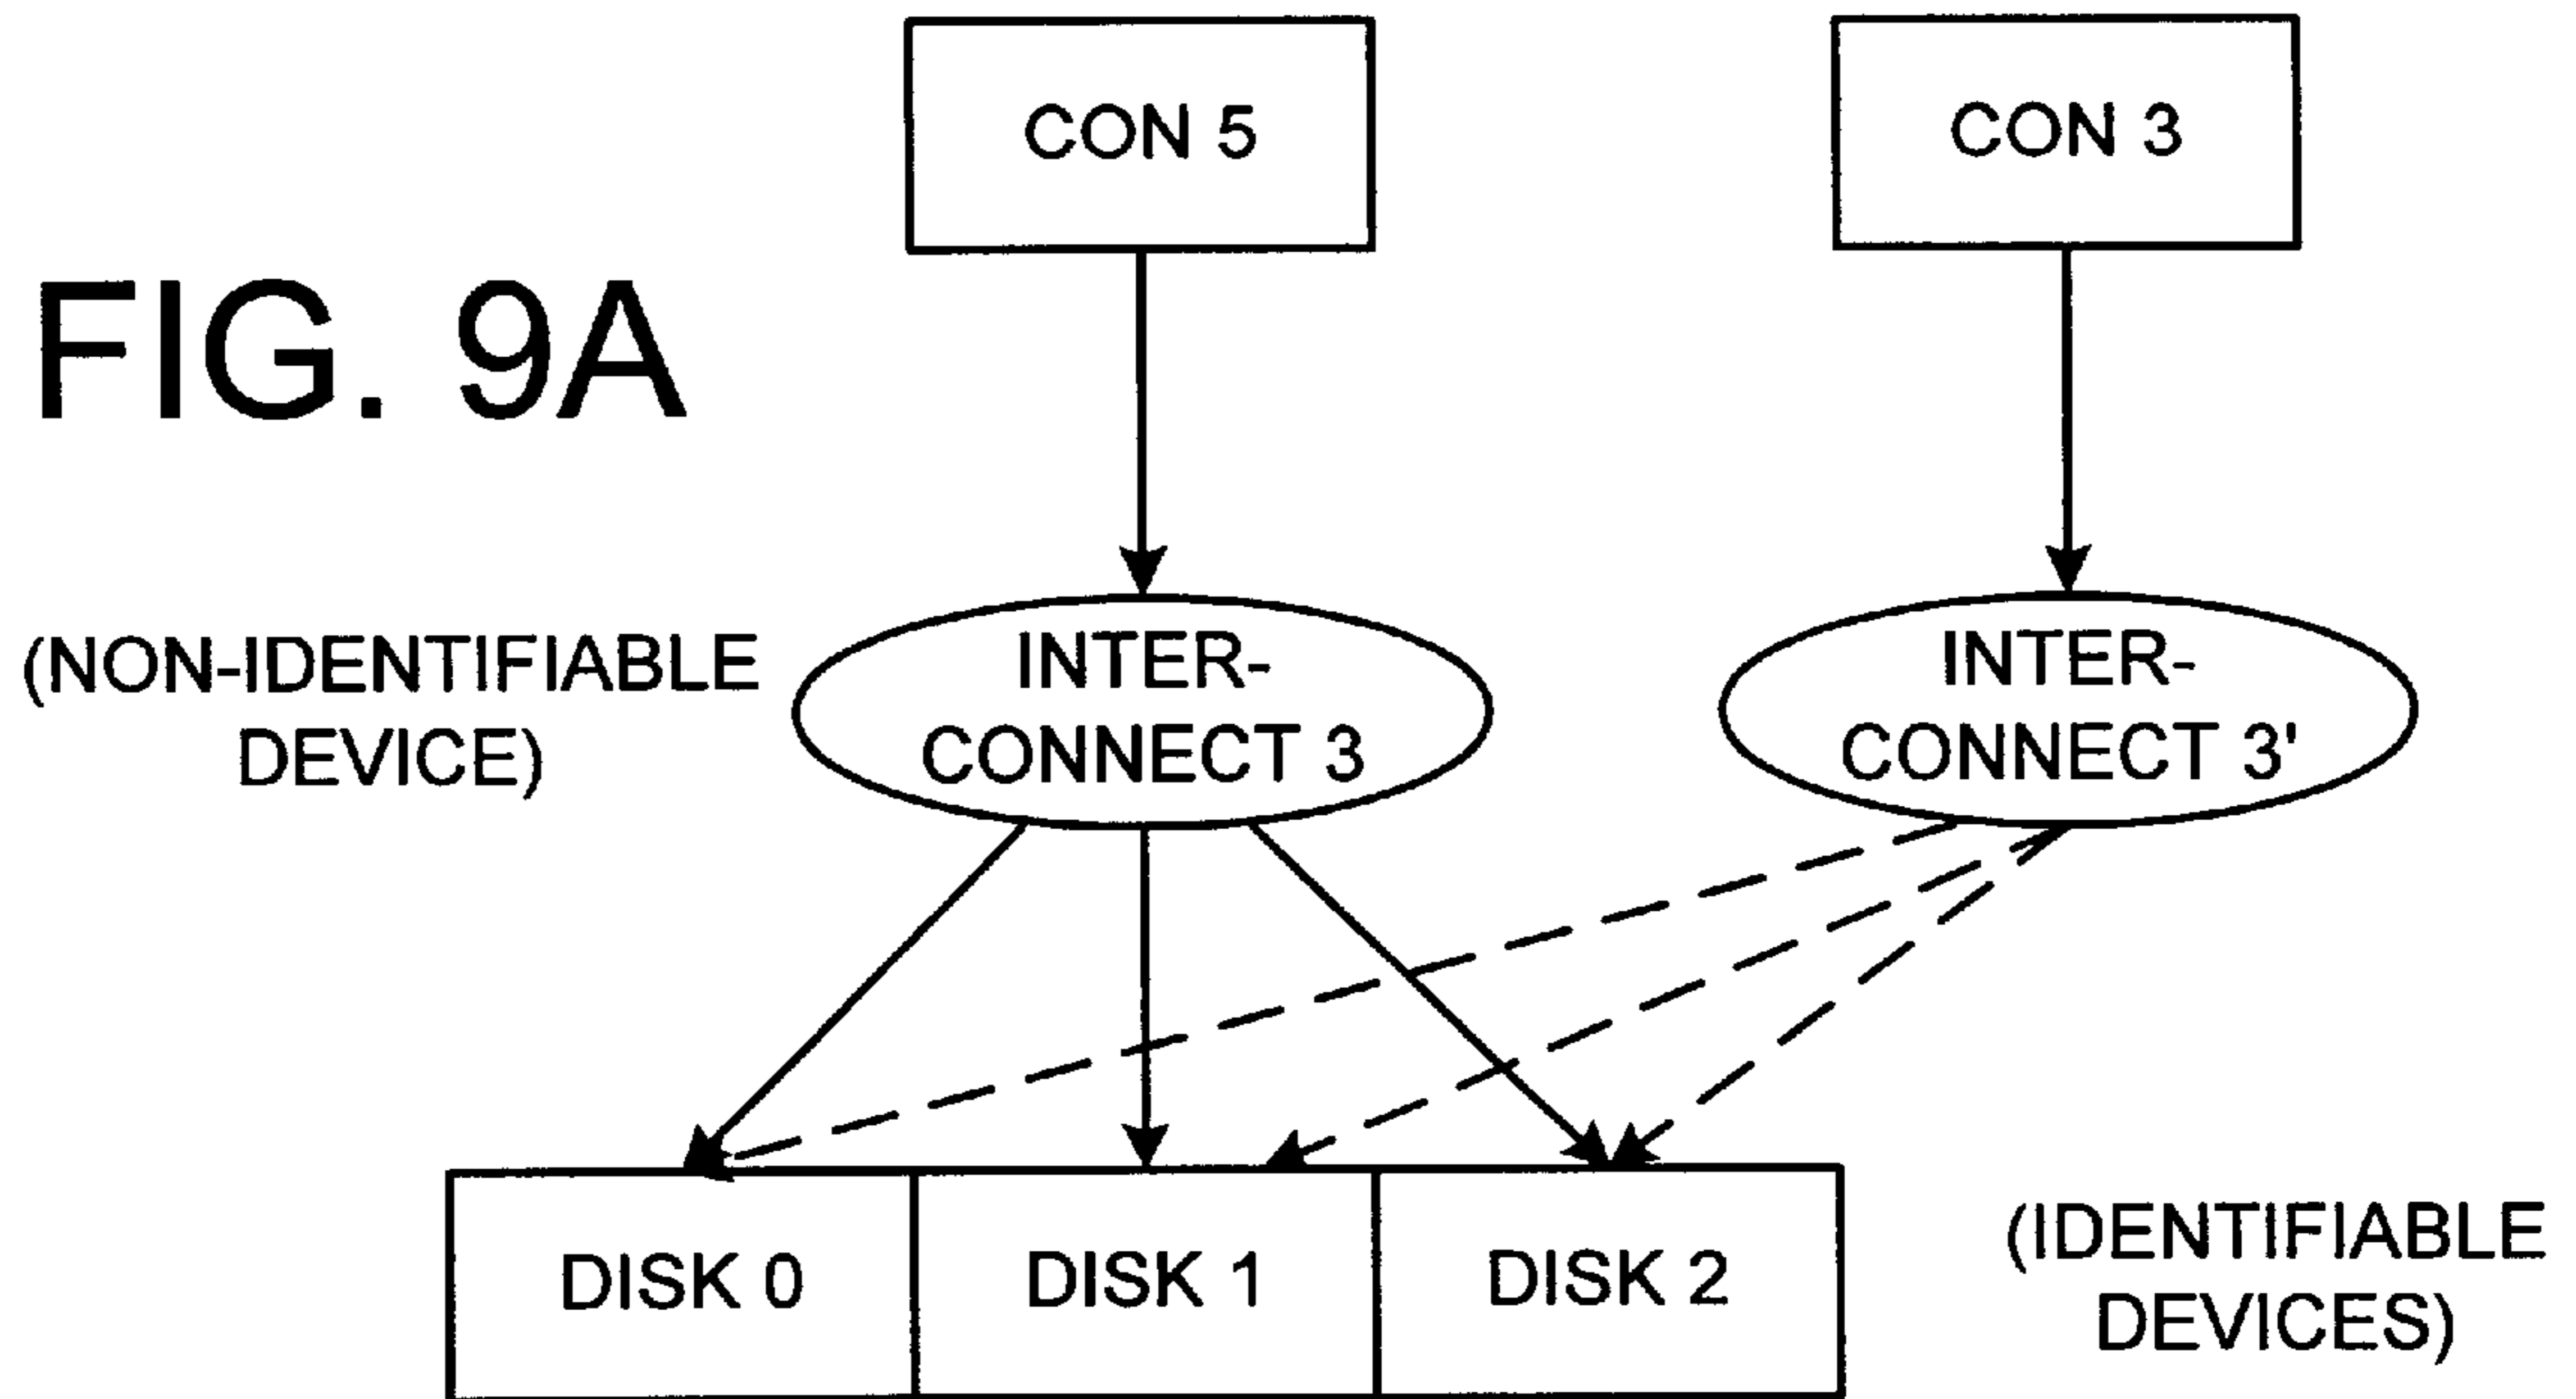 CON 5
CON 3
FIG. 9A
(NON-IDENTIFIABLE
DEVICE)
INTER-
CONNECT 3
INTER-
CONNECT 3'
DISK 0
DISK 1
DISK 2
(IDENTIFIABLE
DEVICES)